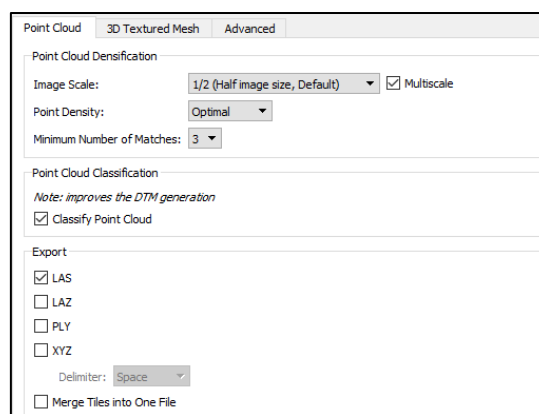 Point Cloud 3D Textured Mesh Advanced
Point Cloud Densification
Image Scale: 1/2 (Half image size, Default) Multiscale
Point Density: Optimal
Minimum Number of Matches: 3
Point Cloud Classification
Note: improves the DTM generation
Classify Point Cloud
Export
LAS
LAZ
PLY
XYZ
Delimiter: Space
Merge Tiles into One File